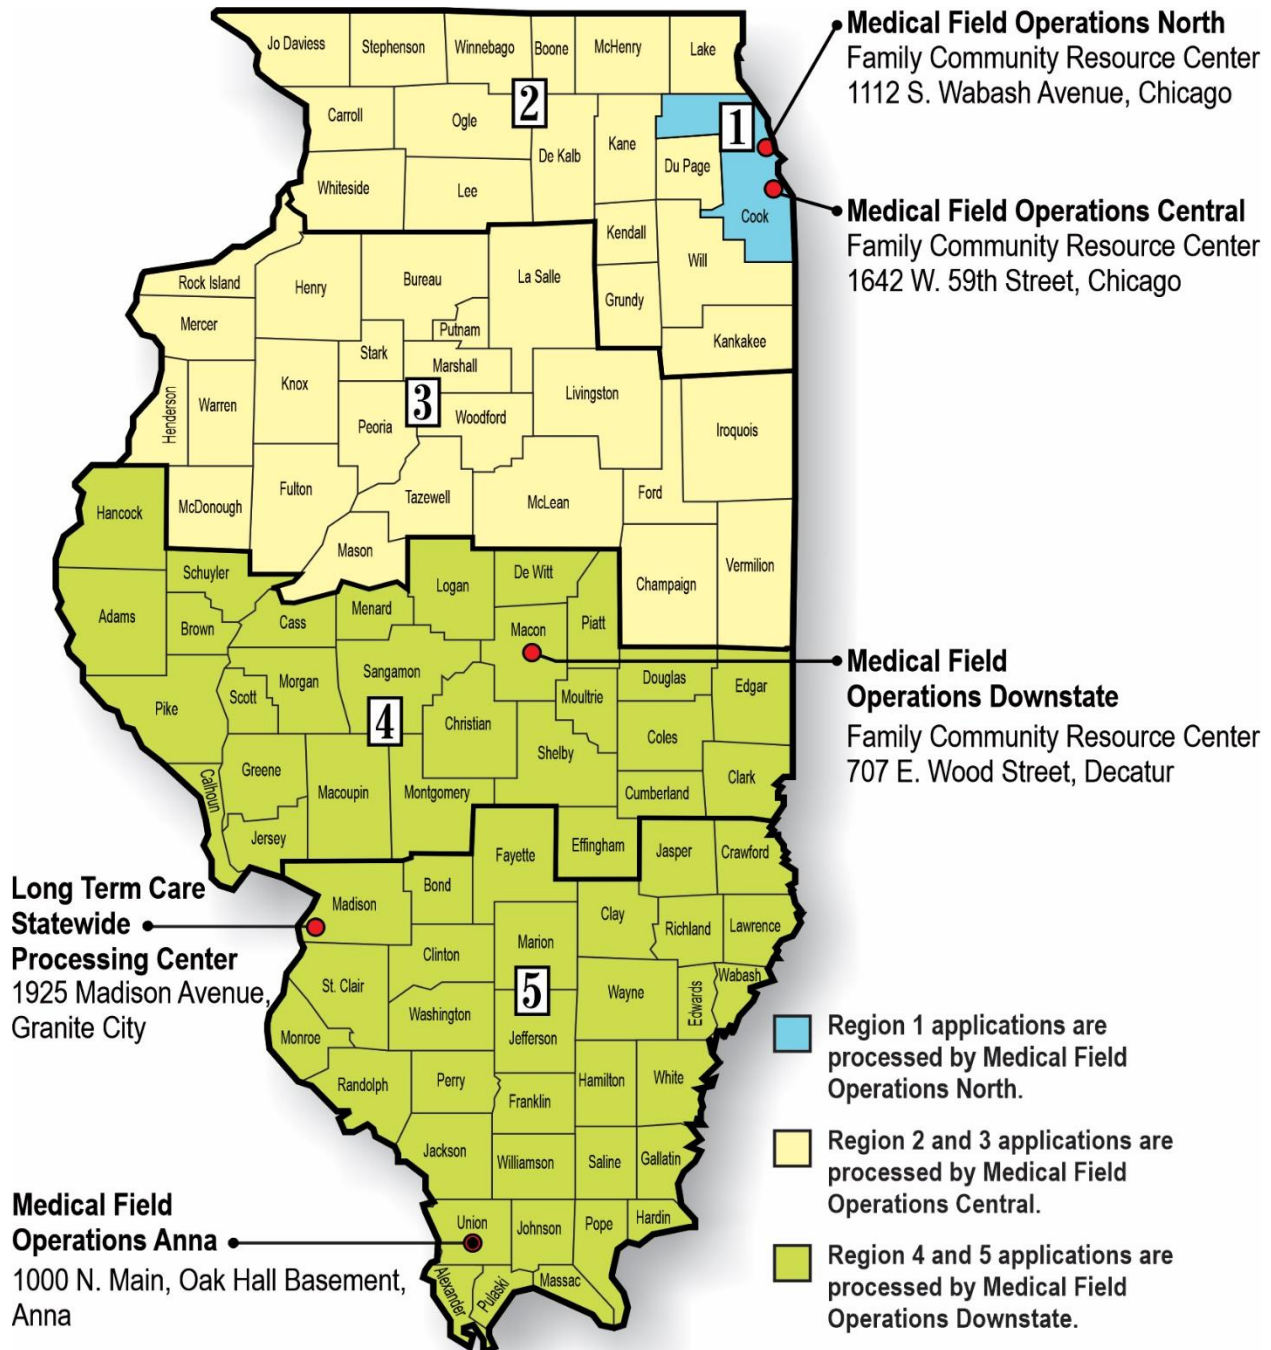 Medical Field Operations North
Family Community Resource Center
1112 S. Wabash Avenue, Chicago
Medical Field Operations Central
Family Community Resource Center
1642 W. 59th Street, Chicago
Medical Field
Operations Downstate
Family Community Resource Center
707 E. Wood Street, Decatur
Long Term Care
Statewide
Processing Center
1925 Madison Avenue,
Granite City
Medical Field
Operations Anna
1000 N. Main, Oak Hall Basement,
Anna
Region 1 applications are
processed by Medical Field
Operations North.
Region 2 and 3 applications are
processed by Medical Field
Operations Central.
Region 4 and 5 applications are
processed by Medical Field
Operations Downstate.
Jo Daviess
Stephenson
Winnebago
Boone
McHenry
Lake
2
1
Carroll
Ogle
De Kalb
Kane
Du Page
Whiteside
Lee
Cook
Kendall
Will
Grundy
Kankakee
Rock Island
Henry
Bureau
La Salle
Mercer
Putnam
Stark
Marshall
Henderson
Warren
Knox
3
Peoria
Woodford
Livingston
Iroquois
McDonough
Fulton
Tazewell
McLean
Ford
Mason
Champaign
Vermilion
Hancock
Schuyler
Logan
De Witt
Adams
Brown
Cass
Menard
Macon
Piatt
Pike
Scott
Morgan
Sangamon
4
Christian
Moultrie
Douglas
Edgar
Shelby
Coles
Calhoun
Greene
Macoupin
Montgomery
Cumberland
Clark
Jersey
Effingham
Fayette
Jasper
Crawford
Madison
Bond
Clay
Richland
Lawrence
Clinton
Marion
5
St. Clair
Washington
Wayne
Edwards
Wabash
Monroe
Jefferson
Randolph
Perry
Hamilton
White
Franklin
Jackson
Williamson
Saline
Gallatin
Union
Johnson
Pope
Hardin
Alexander
Pulaski
Massac